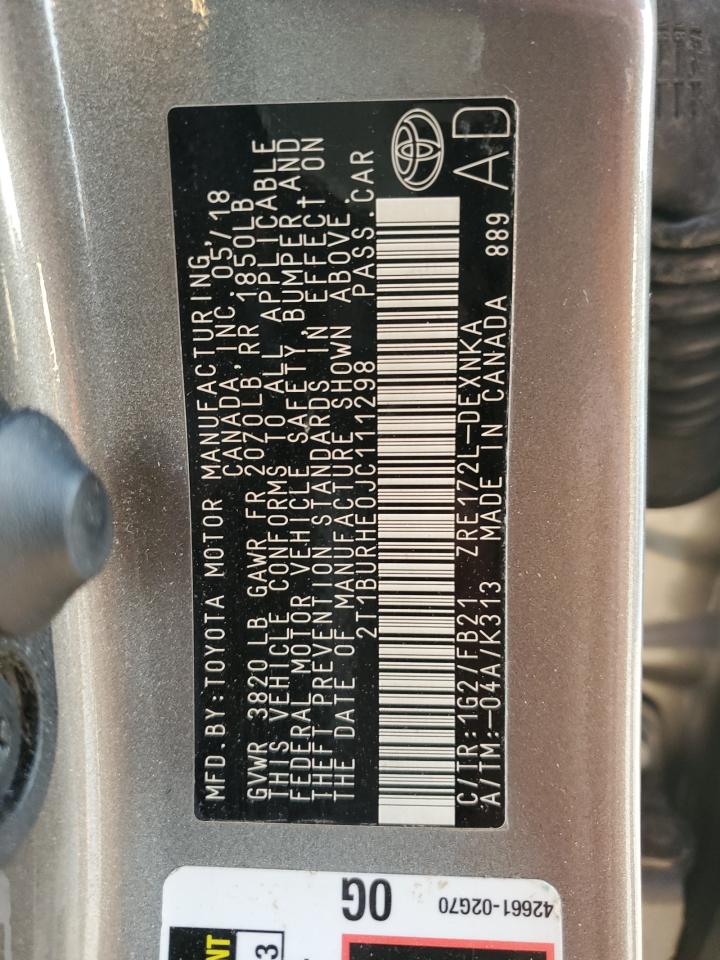 MFD.BY:TOYOTA MOTOR MANUFACTURING,
CANADA, INC. 05/18
GVWR 3820LB GAWR FR 2070LB, RR 1850LB
THIS VEHICLE CONFORMS TO ALL APPLICABLE
FEDERAL MOTOR VEHICLE SAFETY, BUMPER, AND
THEFT PREVENTION STANDARDS IN EFFECT ON
THE DATE OF MANUFACTURE SHOWN ABOVE.
2T1BURHE0JC111298 PASS.CAR
C/TR:1G2/FB21 ZRE172L-DEXNKA
A/TM:-04A/K313 MADE IN CANADA 889
AD
0G
42661-02G70
3